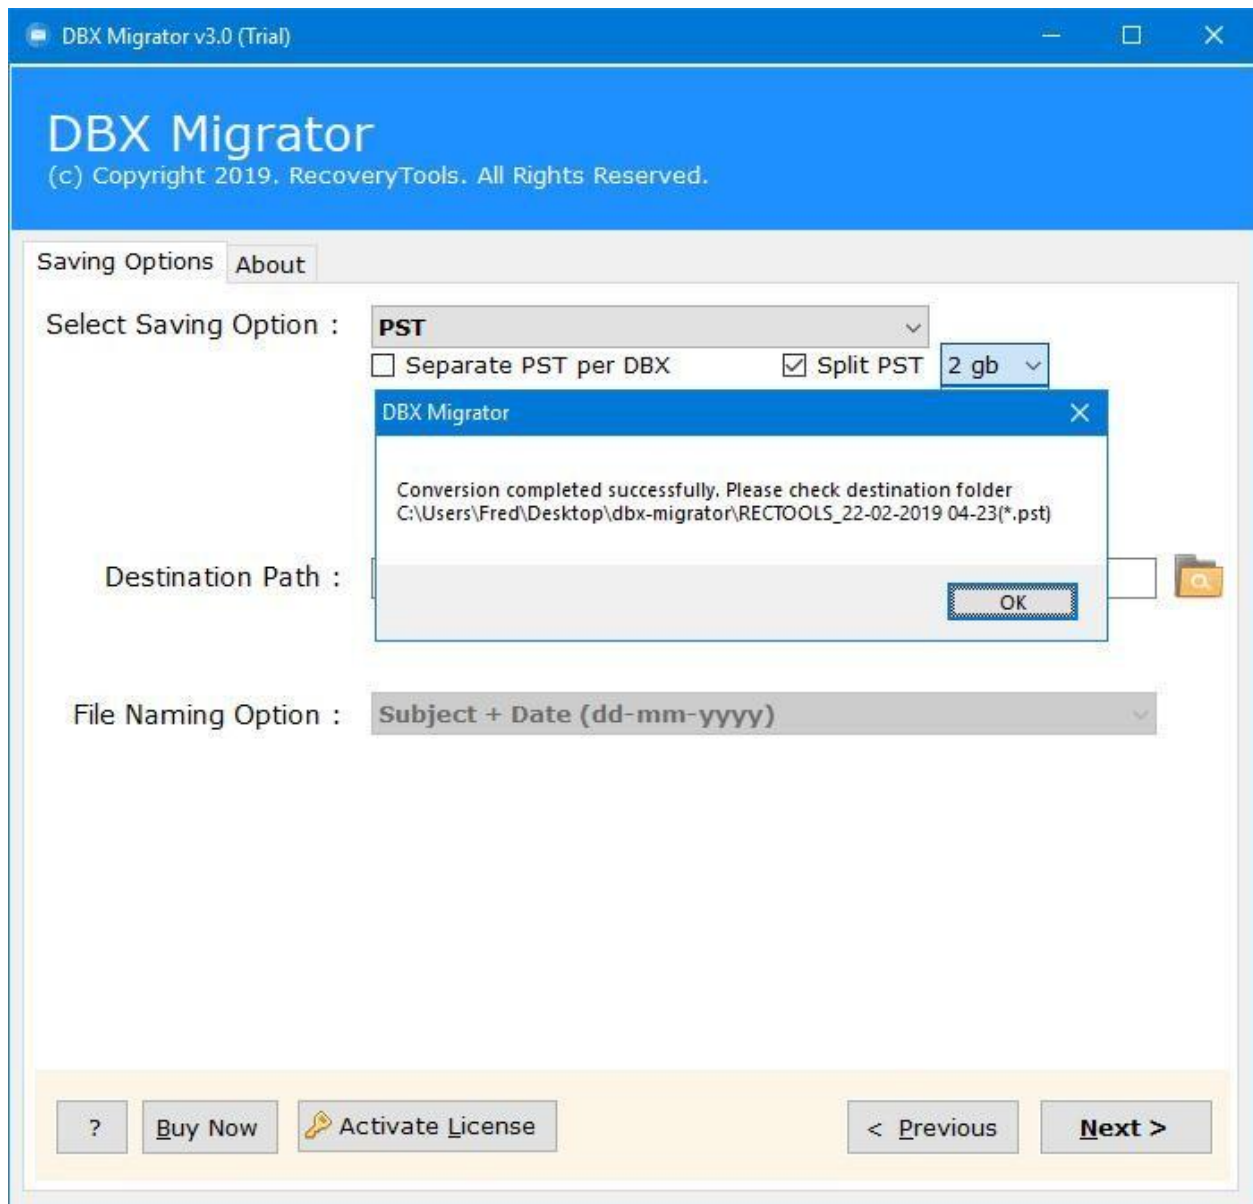 DBX Migrator v3.0 (Trial)
DBX Migrator
(c) Copyright 2019. RecoveryTools. All Rights Reserved.
Saving Options About
Select Saving Option : PST
Separate PST per DBX Split PST 2 gb
DBX Migrator
Conversion completed successfully. Please check destination folder
C:\Users\Fred\Desktop\dbx-migrator\RECTOOLS_22-02-2019 04-23(*.pst)
Destination Path :
OK
File Naming Option : Subject + Date (dd-mm-yyyy)
? Buy Now Activate License < Previous Next >